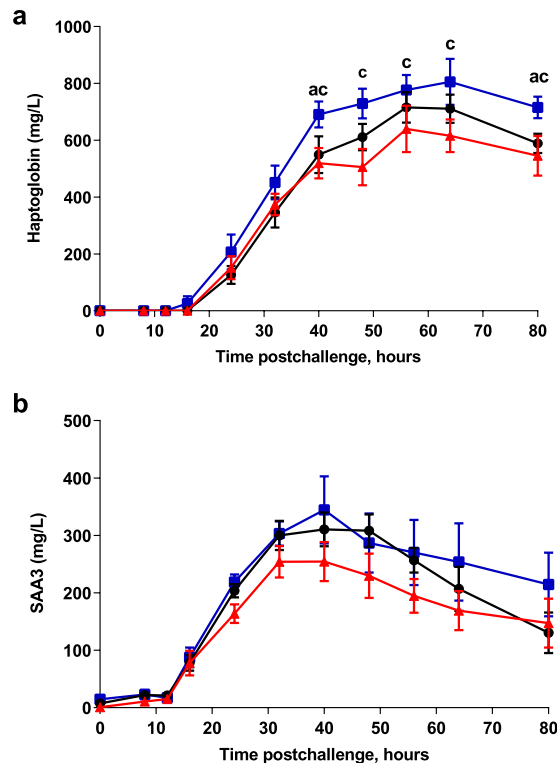 a
Haptoglobin (mg/L)
1000
800
600
400
200
0
ac
c
c
c
ac
0 10 20 30 40 50 60 70 80
Time postchallenge, hours
b
SAA3 (mg/L)
500
400
300
200
100
0
0 10 20 30 40 50 60 70 80
Time postchallenge, hours